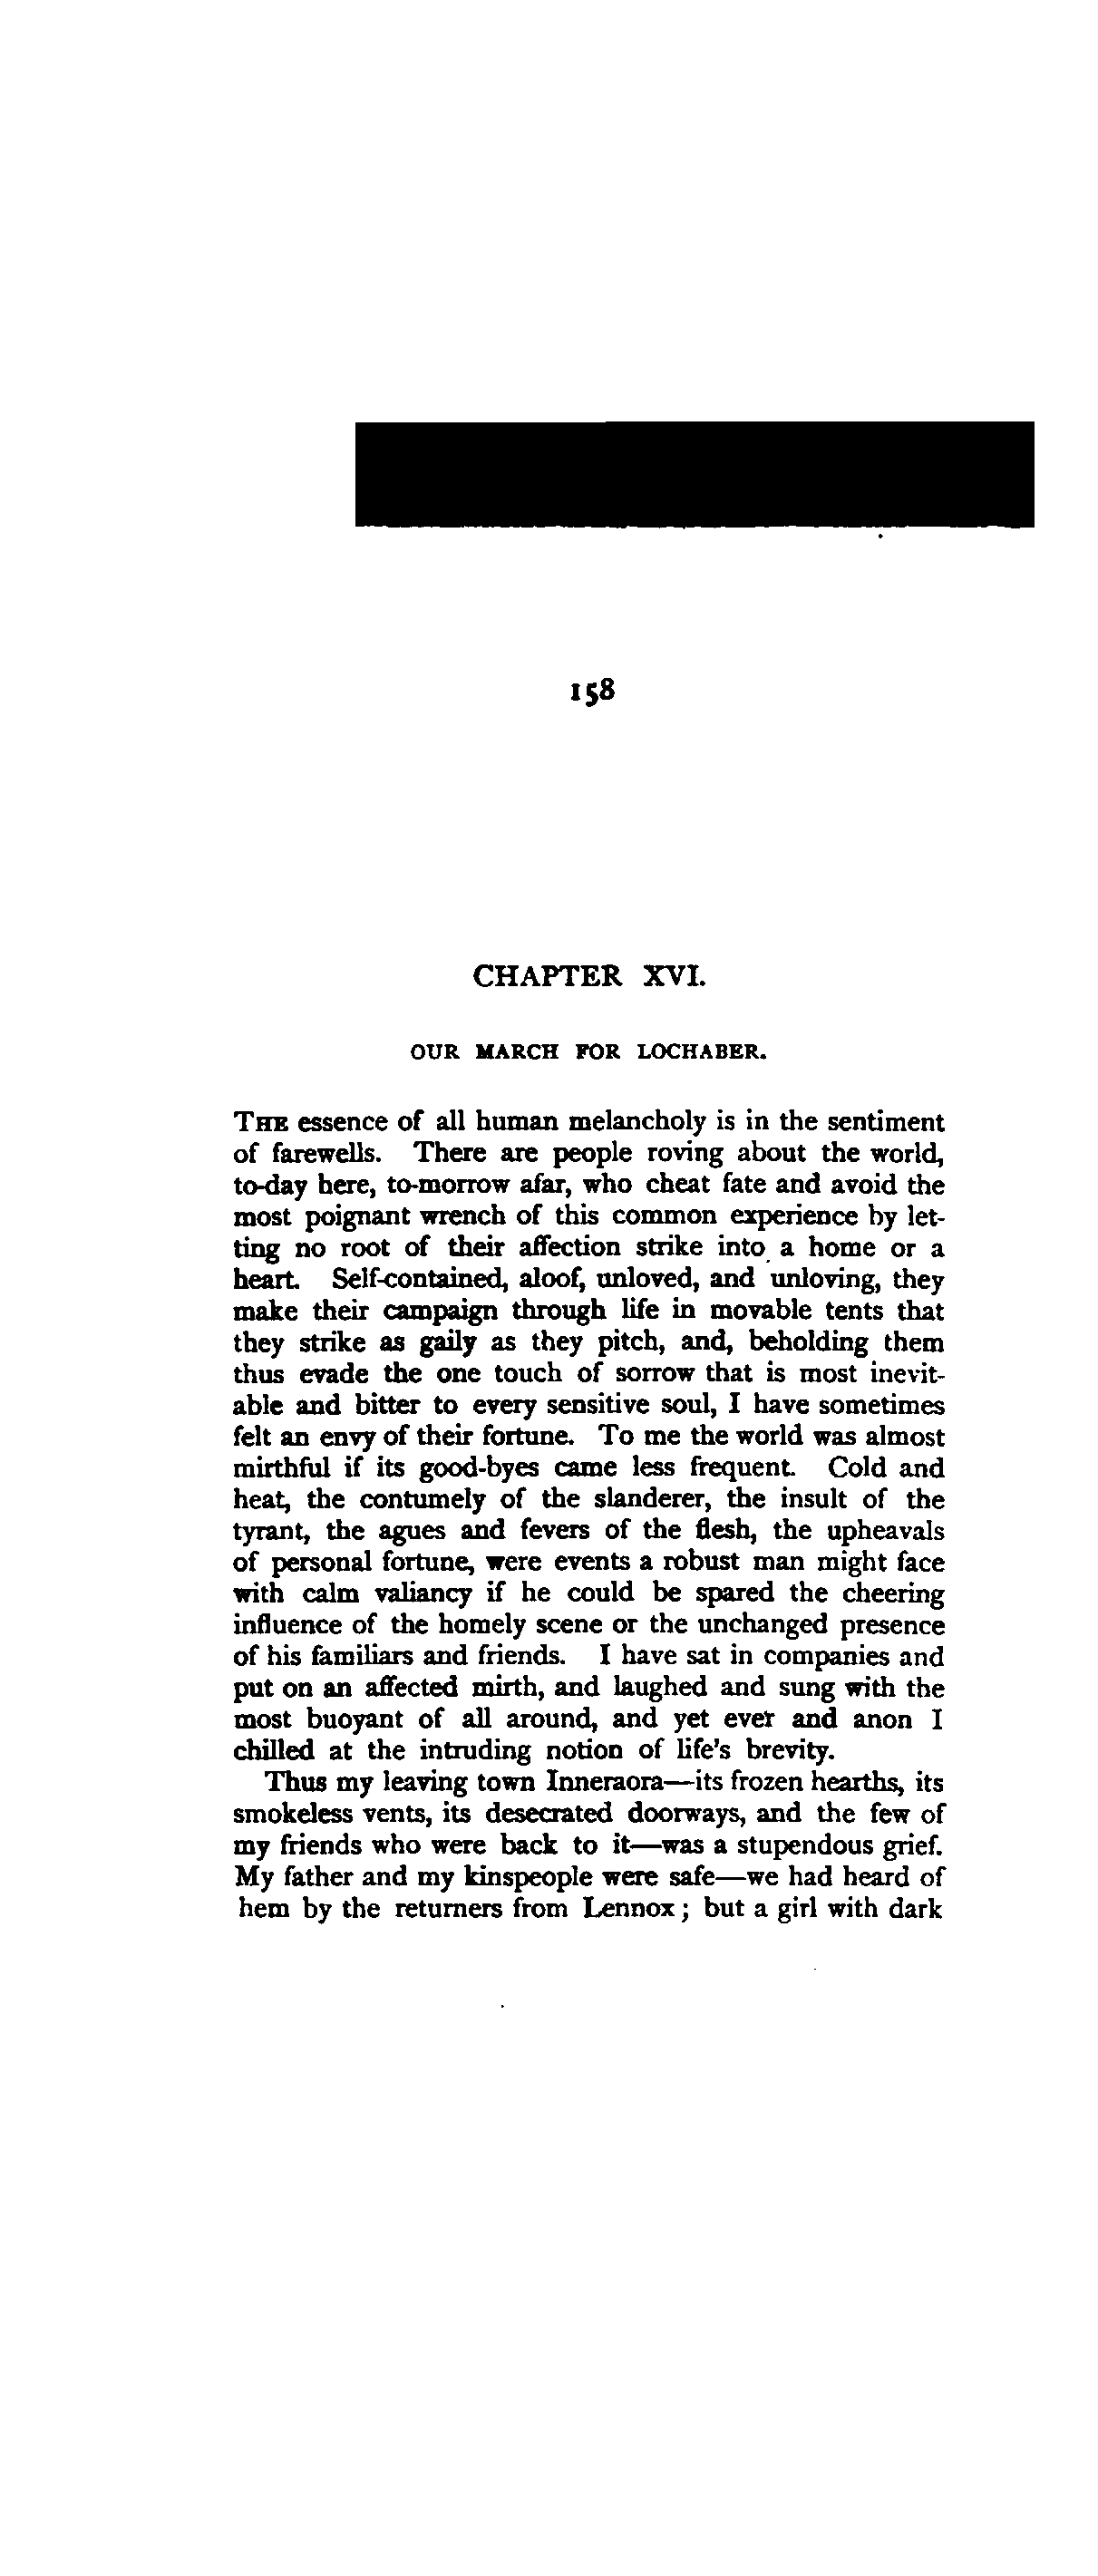 158
CHAPTER XVI.
OUR MARCH FOR LOCHABER.
THE essence of all human melancholy is in the sentiment
of farewells. There are people roving about the world,
to-day here, to-morrow afar, who cheat fate and avoid the
most poignant wrench of this common experience by let-
ting no root of their affection strike into a home or a
heart. Self-contained, aloof, unloved, and unloving, they
make their campaign through life in movable tents that
they strike as gaily as they pitch, and, beholding them
thus evade the one touch of sorrow that is most inevit-
able and bitter to every sensitive soul, I have sometimes
felt an envy of their fortune. To me the world was almost
mirthful if its good-byes came less frequent. Cold and
heat, the contumely of the slanderer, the insult of the
tyrant, the agues and fevers of the flesh, the upheavals
of personal fortune, were events a robust man might face
with calm valiancy if he could be spared the cheering
influence of the homely scene or the unchanged presence
of his familiars and friends. I have sat in companies and
put on an affected mirth, and laughed and sung with the
most buoyant of all around, and yet ever and anon I
chilled at the intruding notion of life's brevity.
Thus my leaving town Inneraora—its frozen hearths, its
smokeless vents, its desecrated doorways, and the few of
my friends who were back to it—was a stupendous grief.
My father and my kinspeople were safe—we had heard of
hem by the returners from Lennox; but a girl with dark